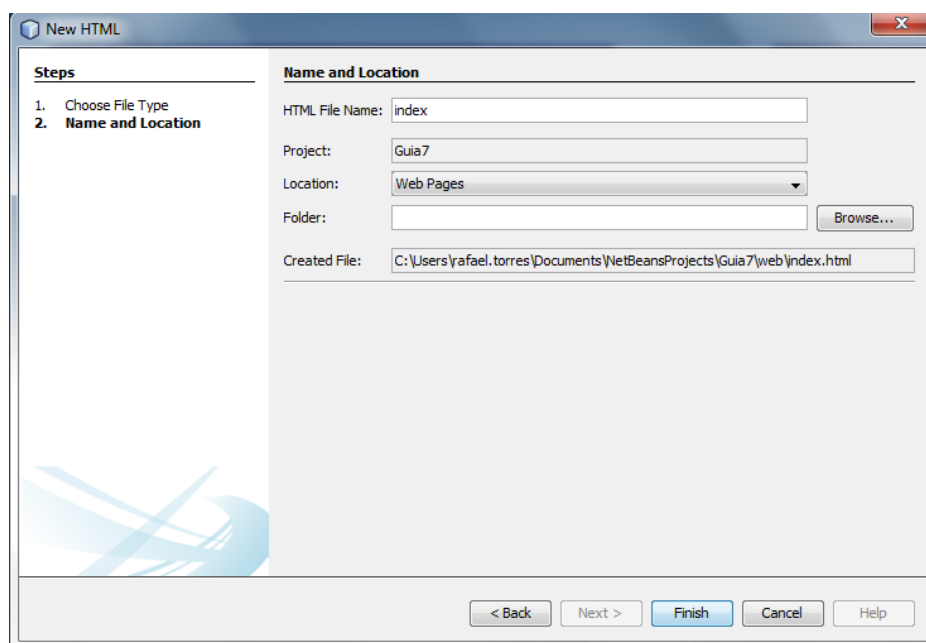 New HTML
Steps
1. Choose File Type
2. Name and Location
Name and Location
HTML File Name: index
Project: Guia7
Location: Web Pages
Folder: Browse...
Created File: C:\Users\rafael.torres\Documents\NetBeansProjects\Guia7\web\index.html
< Back Next > Finish Cancel Help